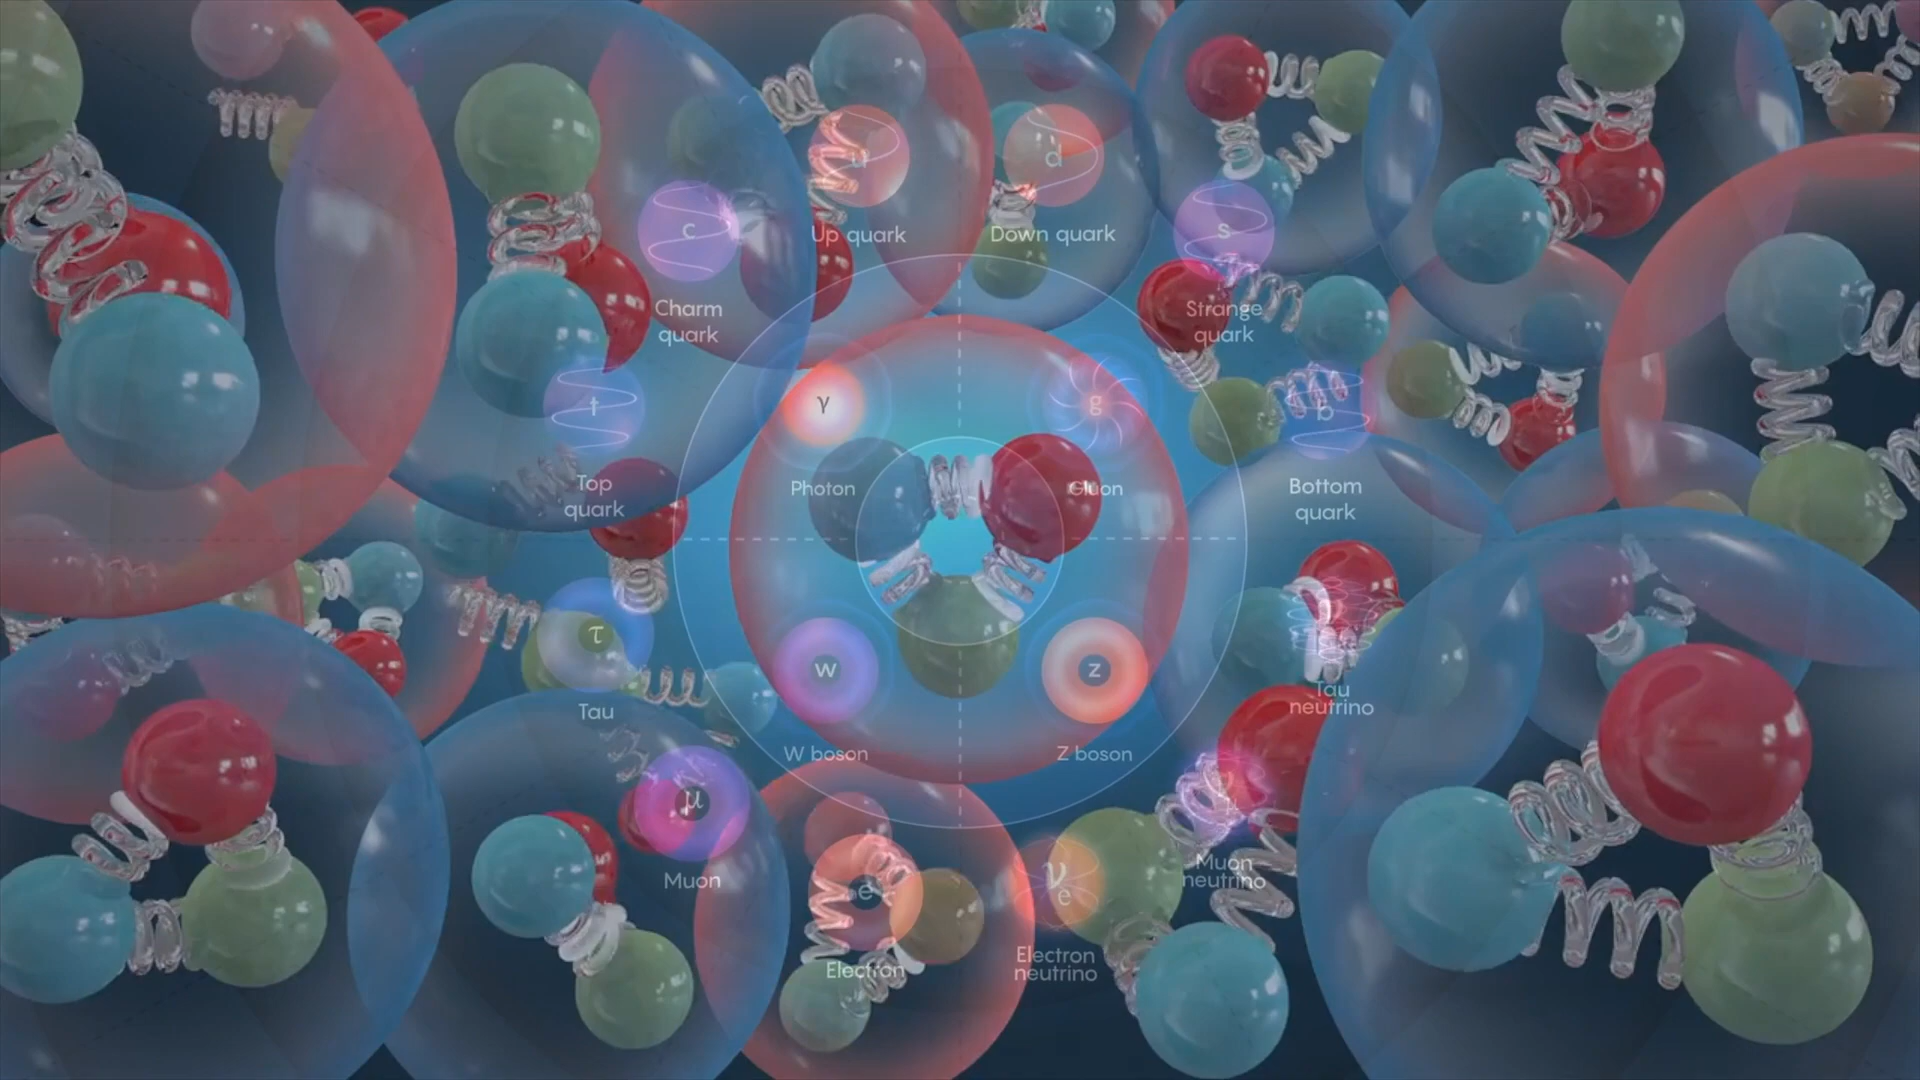 u
d
c
s
Up quark
Down quark
Charm
quark
Strange
quark
γ
g
t
b
Top
quark
Photon
Gluon
Bottom
quark
τ
w
z
Tau
Tau
neutrino
W boson
Z boson
μ
Muon
Muon
neutrino
e
νe
Electron
Electron
neutrino